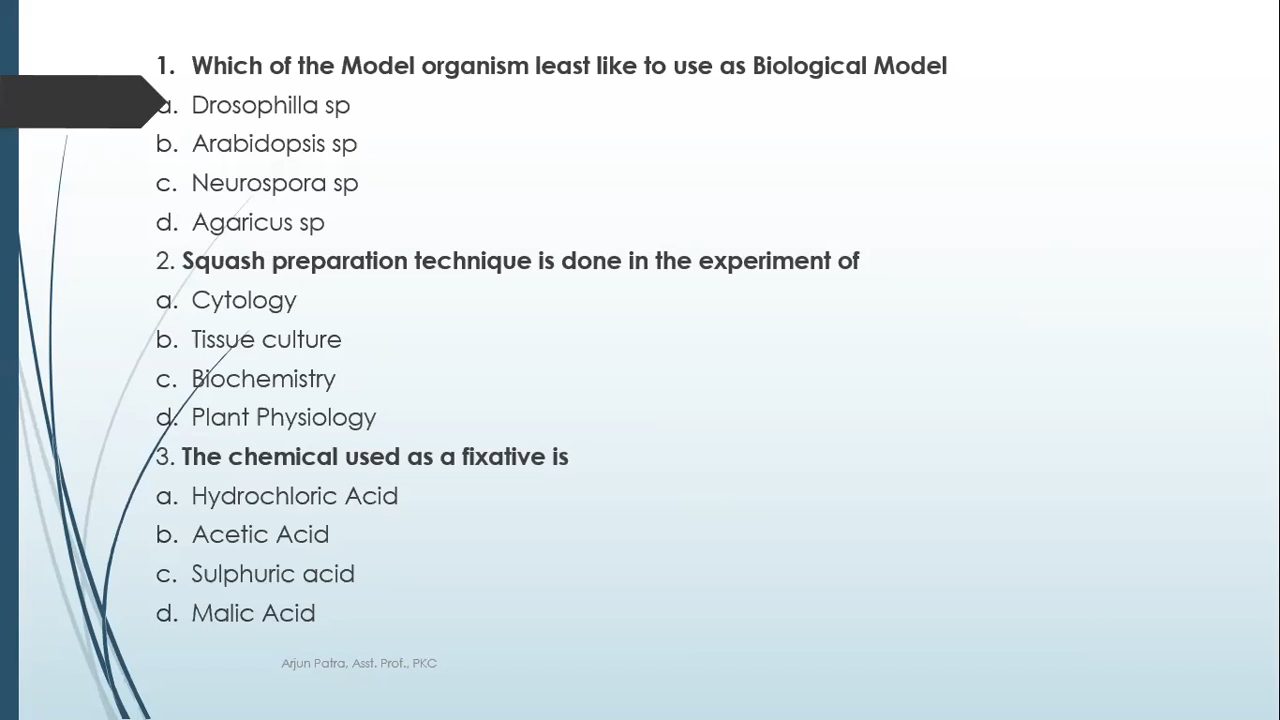 1. Which of the Model organism least like to use as Biological Model
a. Drosophilla sp
b. Arabidopsis sp
c. Neurospora sp
d. Agaricus sp
2. Squash preparation technique is done in the experiment of
a. Cytology
b. Tissue culture
c. Biochemistry
d. Plant Physiology
3. The chemical used as a fixative is
a. Hydrochloric Acid
b. Acetic Acid
c. Sulphuric acid
d. Malic Acid
Arjun Patra, Asst. Prof., PKC